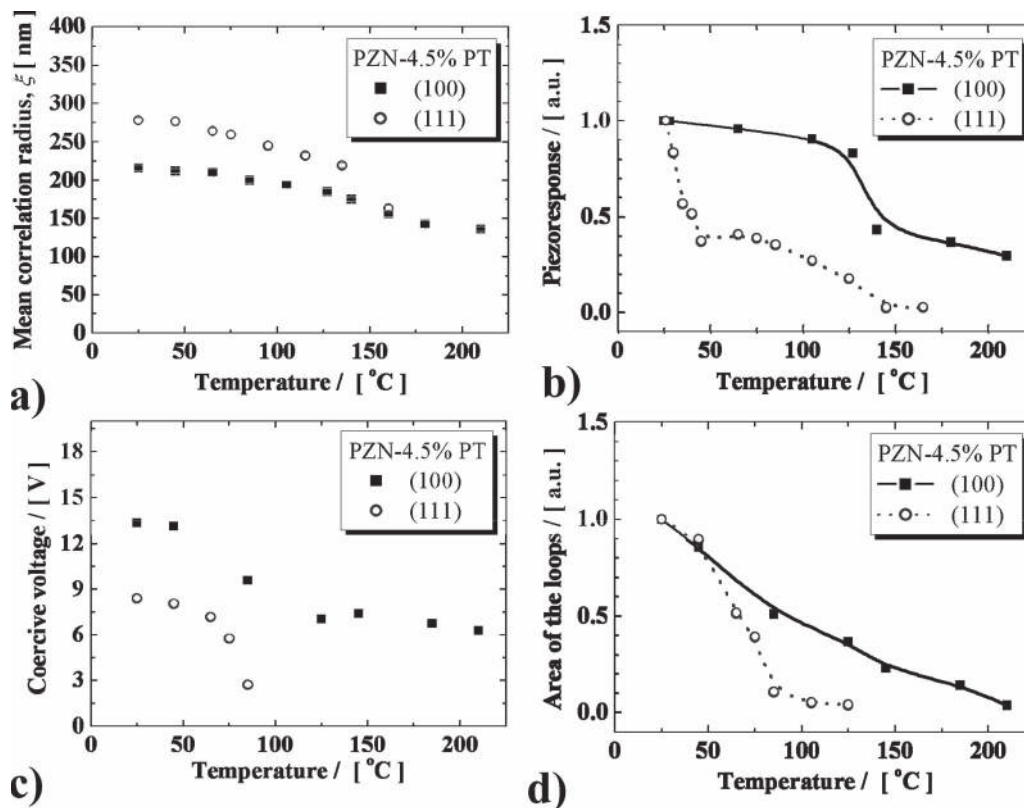 Mean correlation radius, ξ [ nm ]
400
350
300
250
200
150
100
50
0
PZN-4.5% PT
(100)
(111)
0 50 100 150 200
Temperature / [ °C ]
a)
Piezoresponse / [ a.u. ]
1.5
1.0
0.5
0.0
PZN-4.5% PT
(100)
(111)
0 50 100 150 200
Temperature / [ °C ]
b)
Coercive voltage / [ V ]
18
15
12
9
6
3
0
PZN-4.5% PT
(100)
(111)
0 50 100 150 200
Temperature / [ °C ]
c)
Area of the loops / [ a.u. ]
1.5
1.0
0.5
0.0
PZN-4.5% PT
(100)
(111)
0 50 100 150 200
Temperature / [ °C ]
d)